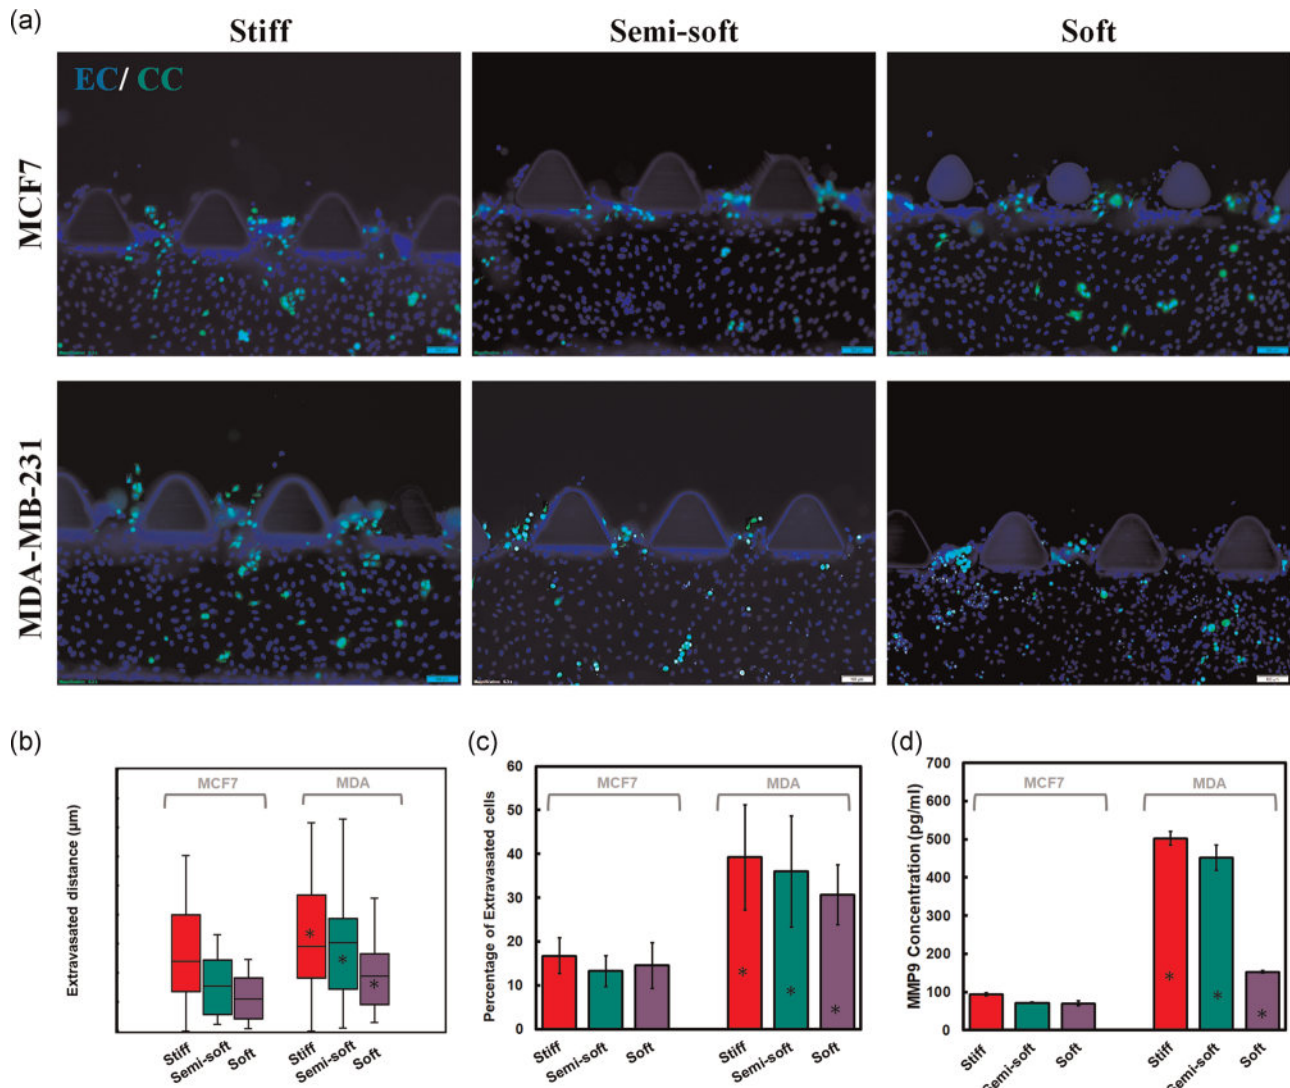 (a)
Stiff
Semi-soft
Soft
EC/ CC
MCF7
MDA-MB-231
(b)
MCF7
MDA
Extravasated distance (µm)
Stiff
Semi-soft
Soft
Stiff
Semi-soft
Soft
(c)
60
50
40
30
20
10
0
MCF7
MDA
Percentage of Extravasated cells
Stiff
Semi-soft
Soft
Stiff
Semi-soft
Soft
(d)
700
600
500
400
300
200
100
0
MCF7
MDA
MMP9 Concentration (pg/ml)
Stiff
Semi-soft
Soft
Stiff
Semi-soft
Soft